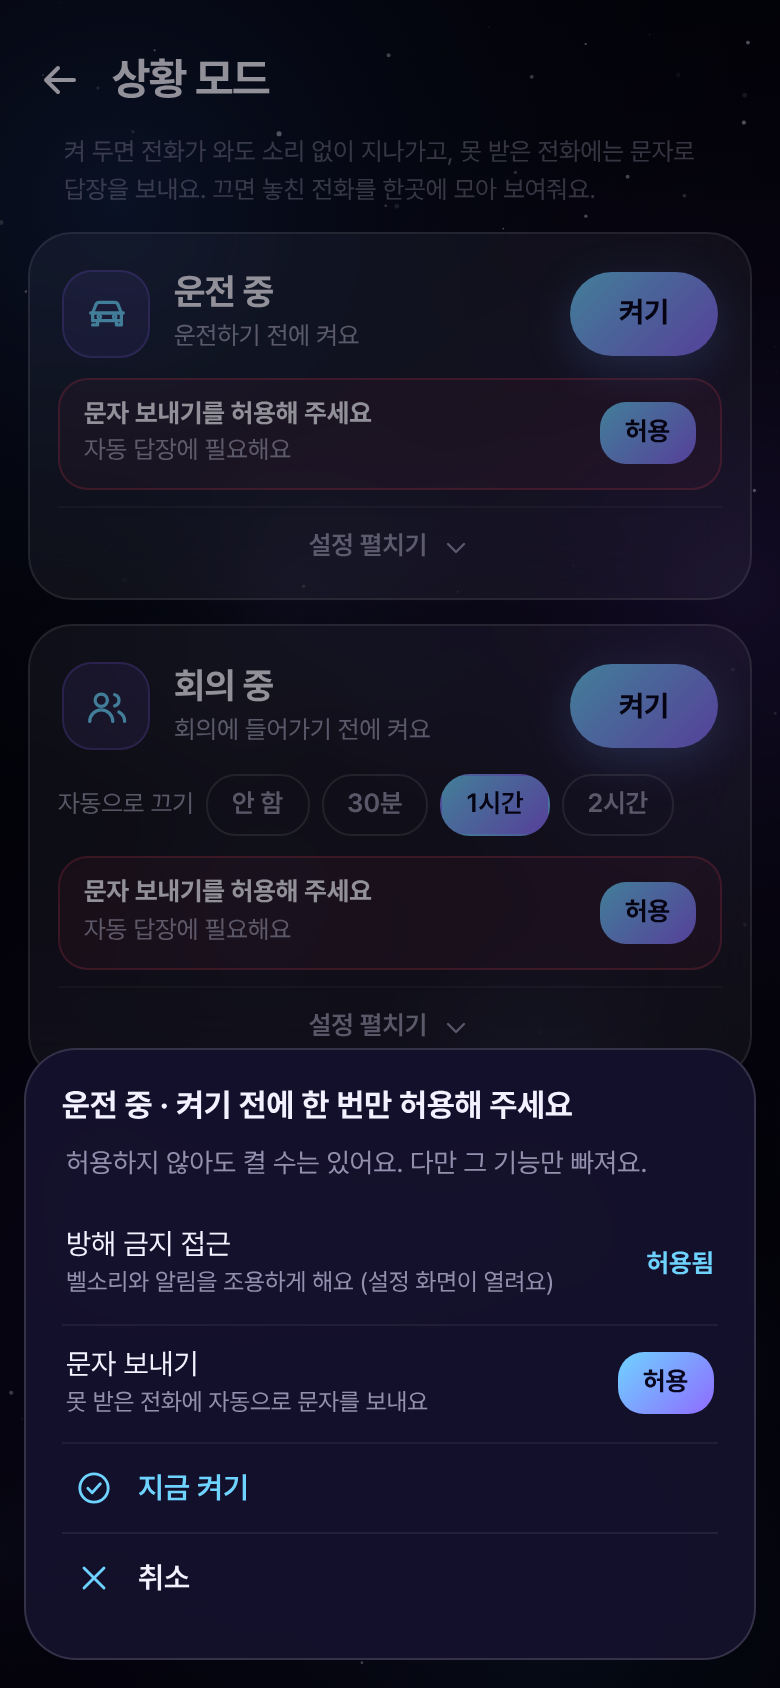 상황 모드
켜 두면 전화가 와도 소리 없이 지나가고, 못 받은 전화에는 문자로
답장을 보내요. 끄면 놓친 전화를 한곳에 모아 보여줘요.
운전 중
운전하기 전에 켜요
켜기
문자 보내기를 허용해 주세요
자동 답장에 필요해요
허용
설정 펼치기
회의 중
회의에 들어가기 전에 켜요
켜기
자동으로 끄기 안 함 30분 1시간 2시간
문자 보내기를 허용해 주세요
자동 답장에 필요해요
허용
설정 펼치기
운전 중 · 켜기 전에 한 번만 허용해 주세요
허용하지 않아도 켤 수는 있어요. 다만 그 기능만 빠져요.
방해 금지 접근
벨소리와 알림을 조용하게 해요 (설정 화면이 열려요)
허용됨
문자 보내기
못 받은 전화에 자동으로 문자를 보내요
허용
지금 켜기
취소